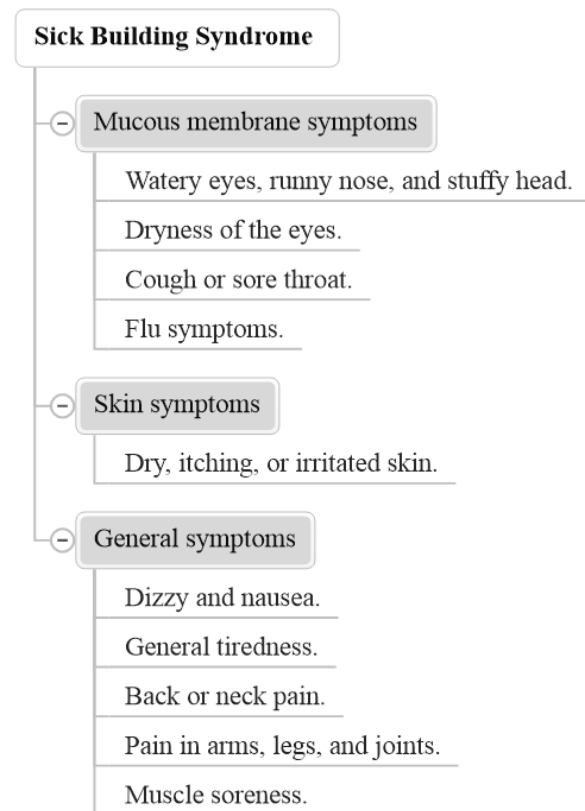 Sick Building Syndrome
Mucous membrane symptoms
Watery eyes, runny nose, and stuffy head.
Dryness of the eyes.
Cough or sore throat.
Flu symptoms.
Skin symptoms
Dry, itching, or irritated skin.
General symptoms
Dizzy and nausea.
General tiredness.
Back or neck pain.
Pain in arms, legs, and joints.
Muscle soreness.